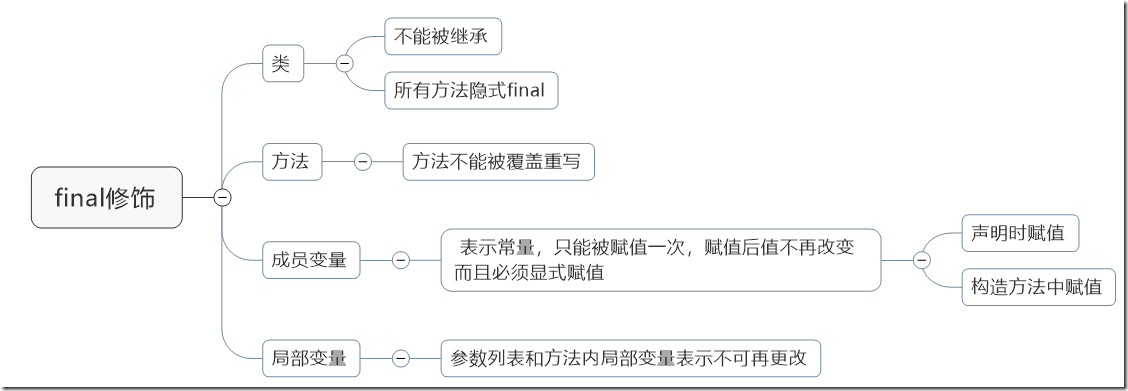 final修饰
类
不能被继承
所有方法隐式final
方法
方法不能被覆盖重写
成员变量
表示常量，只能被赋值一次，赋值后值不再改变
而且必须显式赋值
声明时赋值
构造方法中赋值
局部变量
参数列表和方法内局部变量表示不可再更改